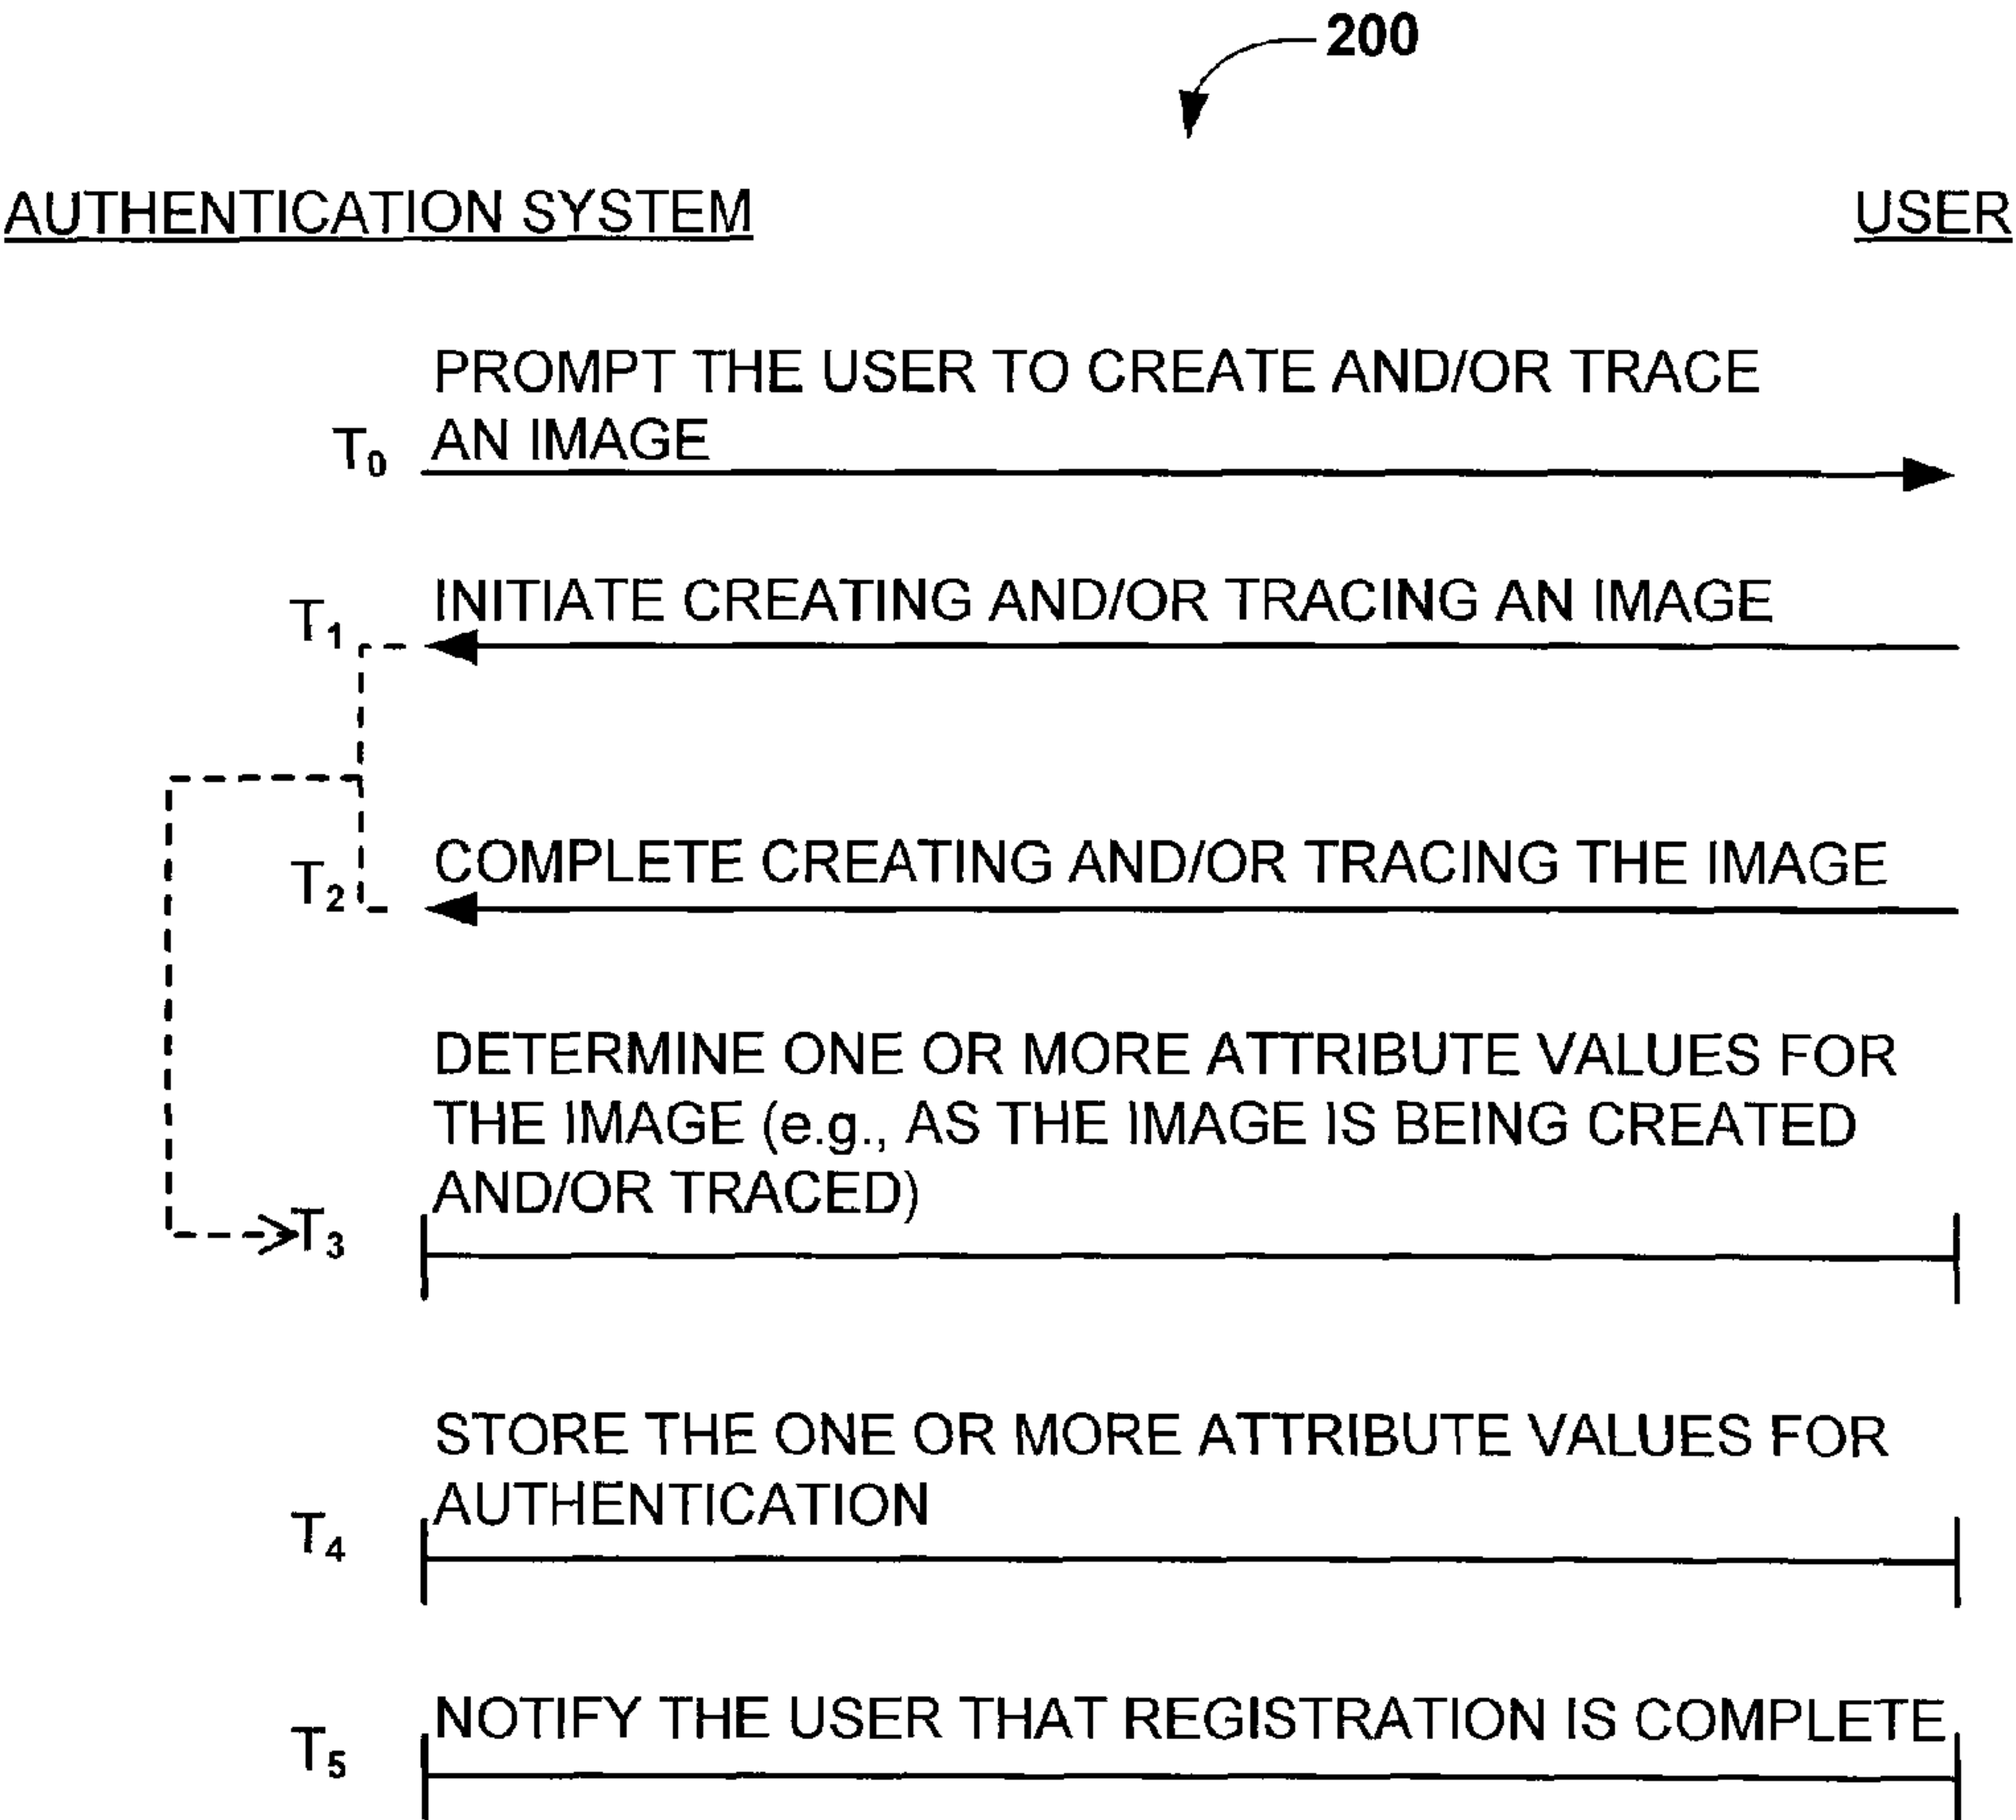 200
AUTHENTICATION SYSTEM
USER
PROMPT THE USER TO CREATE AND/OR TRACE
AN IMAGE
T0
INITIATE CREATING AND/OR TRACING AN IMAGE
T1
COMPLETE CREATING AND/OR TRACING THE IMAGE
T2
DETERMINE ONE OR MORE ATTRIBUTE VALUES FOR
THE IMAGE (e.g., AS THE IMAGE IS BEING CREATED
AND/OR TRACED)
T3
STORE THE ONE OR MORE ATTRIBUTE VALUES FOR
AUTHENTICATION
T4
NOTIFY THE USER THAT REGISTRATION IS COMPLETE
T5